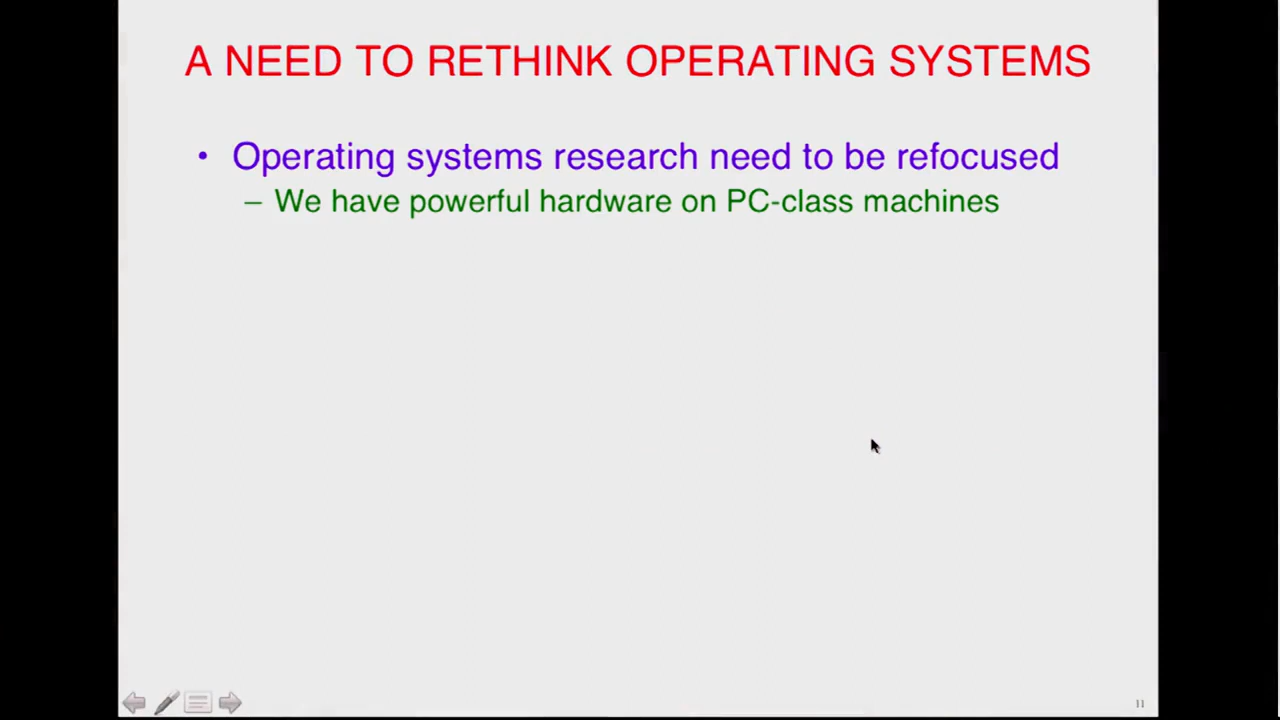 A NEED TO RETHINK OPERATING SYSTEMS
• Operating systems research need to be refocused
– We have powerful hardware on PC-class machines
11